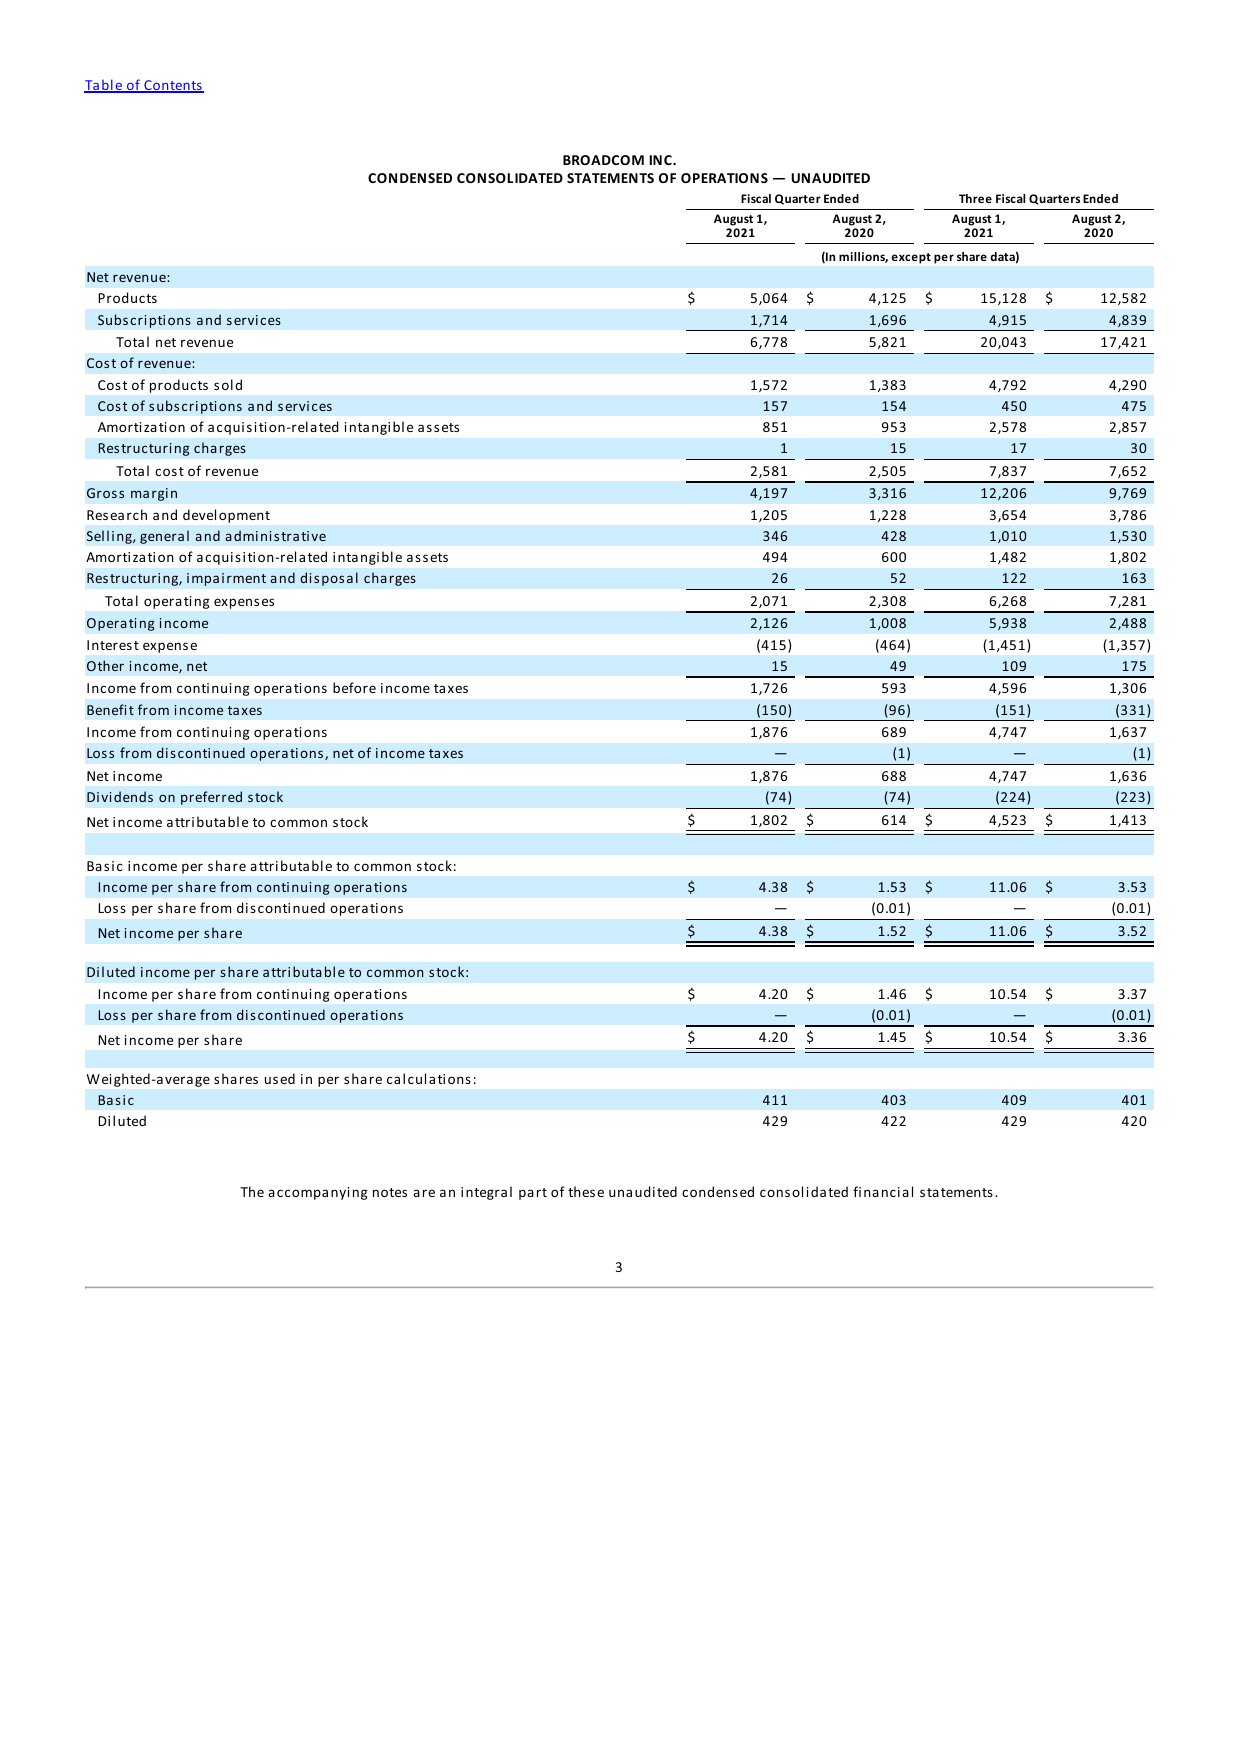 Table of Contents
BROADCOM INC.
CONDENSED CONSOLIDATED STATEMENTS OF OPERATIONS — UNAUDITED
Fiscal Quarter Ended Three Fiscal Quarters Ended
August 1, August 2, August 1, August 2,
2021 2020 2021 2020
(In millions, except per share data)
Net revenue:
Products $ 5,064 $ 4,125 $ 15,128 $ 12,582
Subscriptions and services 1,714 1,696 4,915 4,839
Total net revenue 6,778 5,821 20,043 17,421
Cost of revenue:
Cost of products sold 1,572 1,383 4,792 4,290
Cost of subscriptions and services 157 154 450 475
Amortization of acquisition-related intangible assets 851 953 2,578 2,857
Restructuring charges 1 15 17 30
Total cost of revenue 2,581 2,505 7,837 7,652
Gross margin 4,197 3,316 12,206 9,769
Research and development 1,205 1,228 3,654 3,786
Selling, general and administrative 346 428 1,010 1,530
Amortization of acquisition-related intangible assets 494 600 1,482 1,802
Restructuring, impairment and disposal charges 26 52 122 163
Total operating expenses 2,071 2,308 6,268 7,281
Operating income 2,126 1,008 5,938 2,488
Interest expense (415) (464) (1,451) (1,357)
Other income, net 15 49 109 175
Income from continuing operations before income taxes 1,726 593 4,596 1,306
Benefit from income taxes (150) (96) (151) (331)
Income from continuing operations 1,876 689 4,747 1,637
Loss from discontinued operations, net of income taxes — (1) — (1)
Net income 1,876 688 4,747 1,636
Dividends on preferred stock (74) (74) (224) (223)
Net income attributable to common stock $ 1,802 $ 614 $ 4,523 $ 1,413
Basic income per share attributable to common stock:
Income per share from continuing operations $ 4.38 $ 1.53 $ 11.06 $ 3.53
Loss per share from discontinued operations — (0.01) — (0.01)
Net income per share $ 4.38 $ 1.52 $ 11.06 $ 3.52
Diluted income per share attributable to common stock:
Income per share from continuing operations $ 4.20 $ 1.46 $ 10.54 $ 3.37
Loss per share from discontinued operations — (0.01) — (0.01)
Net income per share $ 4.20 $ 1.45 $ 10.54 $ 3.36
Weighted-average shares used in per share calculations:
Basic 411 403 409 401
Diluted 429 422 429 420
The accompanying notes are an integral part of these unaudited condensed consolidated financial statements.
3